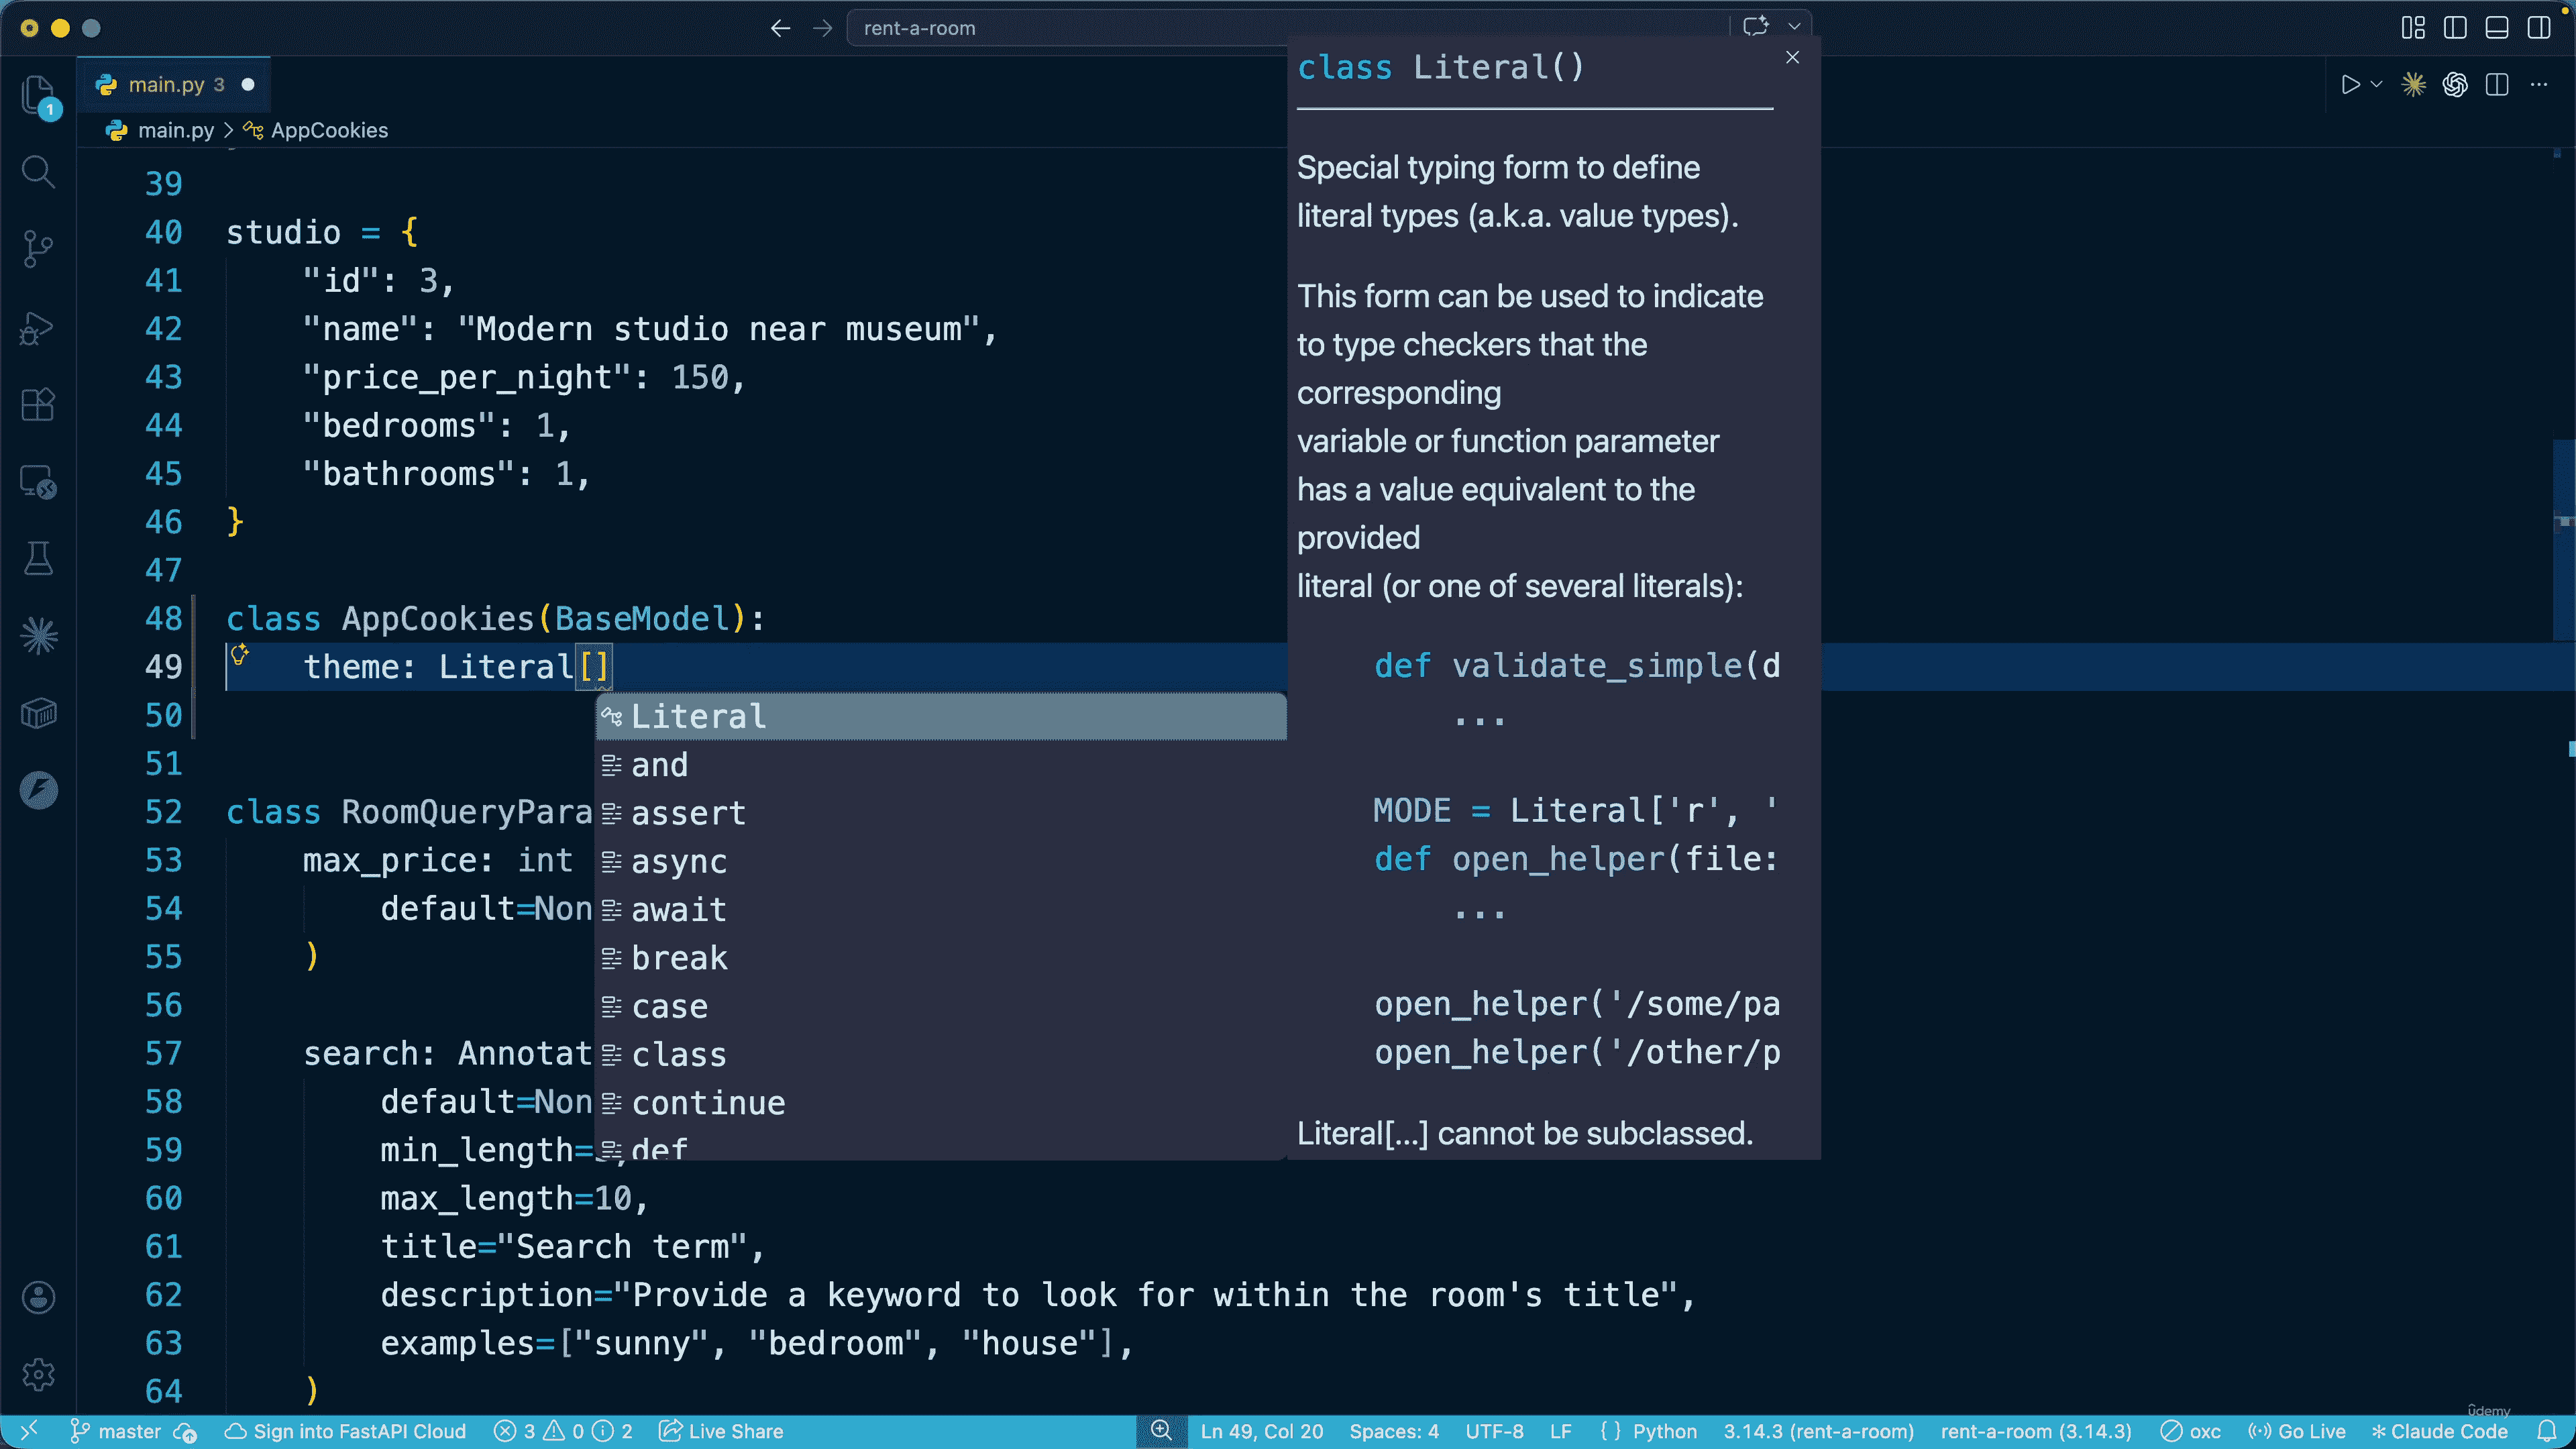 rent-a-room
main.py 3
main.py > AppCookies
1
39
40 studio = {
41 "id": 3,
42 "name": "Modern studio near museum",
43 "price_per_night": 150,
44 "bedrooms": 1,
45 "bathrooms": 1,
46 }
47
48 class AppCookies(BaseModel):
49 theme: Literal[]
50
51
52 class RoomQueryPara
53 max_price: int
54 default=Non
55 )
56
57 search: Annotat
58 default=Non
59 min_length=
60 max_length=10,
61 title="Search term",
62 description="Provide a keyword to look for within the room's title",
63 examples=["sunny", "bedroom", "house"],
64 )
Literal
and
assert
async
await
break
case
class
continue
def
class Literal()
Special typing form to define
literal types (a.k.a. value types).
This form can be used to indicate
to type checkers that the
corresponding
variable or function parameter
has a value equivalent to the
provided
literal (or one of several literals):
def validate_simple(d
...
MODE = Literal['r', '
def open_helper(file:
...
open_helper('/some/pa
open_helper('/other/p
Literal[...] cannot be subclassed.
ûdemy
master Sign into FastAPI Cloud 3 0 2 Live Share Ln 49, Col 20 Spaces: 4 UTF-8 LF { } Python 3.14.3 (rent-a-room) rent-a-room (3.14.3) oxc Go Live Claude Code